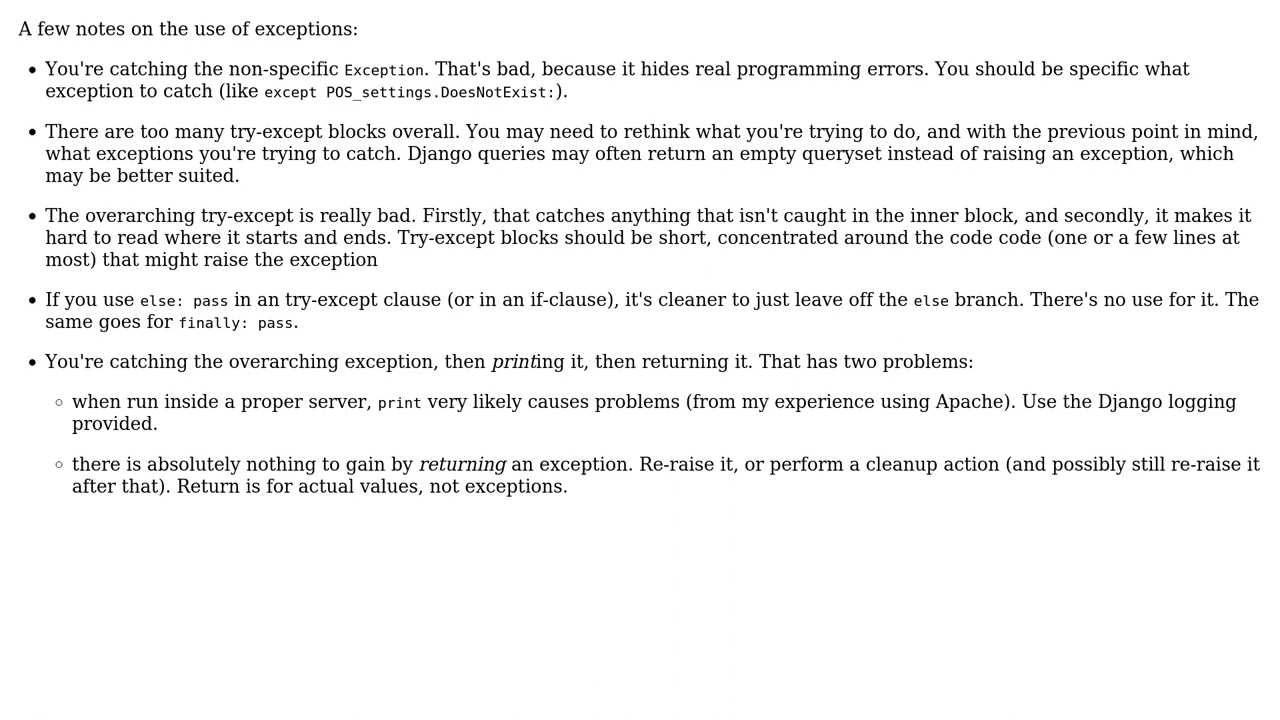 A few notes on the use of exceptions:
• You're catching the non-specific Exception. That's bad, because it hides real programming errors. You should be specific what
exception to catch (like except POS_settings.DoesNotExist:).
• There are too many try-except blocks overall. You may need to rethink what you're trying to do, and with the previous point in mind,
what exceptions you're trying to catch. Django queries may often return an empty queryset instead of raising an exception, which
may be better suited.
• The overarching try-except is really bad. Firstly, that catches anything that isn't caught in the inner block, and secondly, it makes it
hard to read where it starts and ends. Try-except blocks should be short, concentrated around the code code (one or a few lines at
most) that might raise the exception
• If you use else: pass in an try-except clause (or in an if-clause), it's cleaner to just leave off the else branch. There's no use for it. The
same goes for finally: pass.
• You're catching the overarching exception, then printing it, then returning it. That has two problems:
◦ when run inside a proper server, print very likely causes problems (from my experience using Apache). Use the Django logging
provided.
◦ there is absolutely nothing to gain by returning an exception. Re-raise it, or perform a cleanup action (and possibly still re-raise it
after that). Return is for actual values, not exceptions.